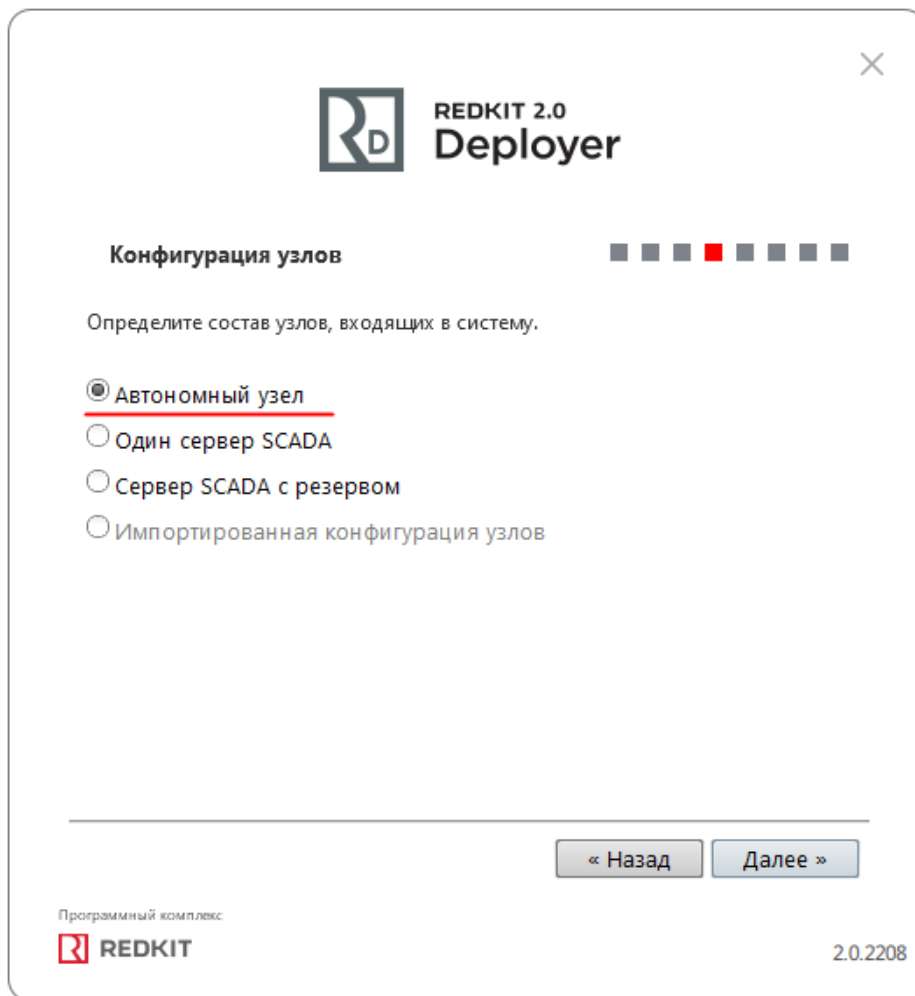 REDKIT 2.0
Deployer
Конфигурация узлов
Определите состав узлов, входящих в систему.
Автономный узел
Один сервер SCADA
Сервер SCADA с резервом
Импортированная конфигурация узлов
« Назад
Далее »
Программный комплекс
REDKIT
2.0.2208